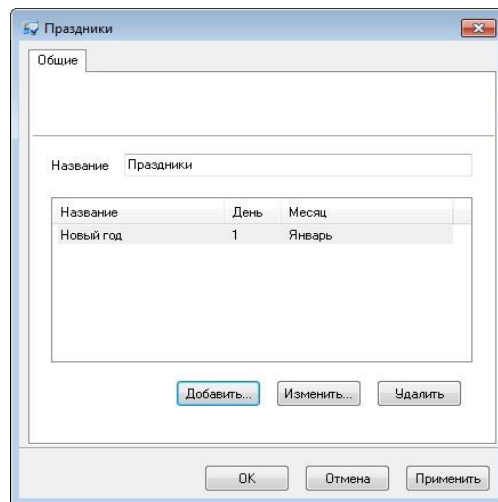 Праздники
Общие
Название Праздники
Название День Месяц
Новый год 1 Январь
Добавить... Изменить... Удалить
OK Отмена Применить